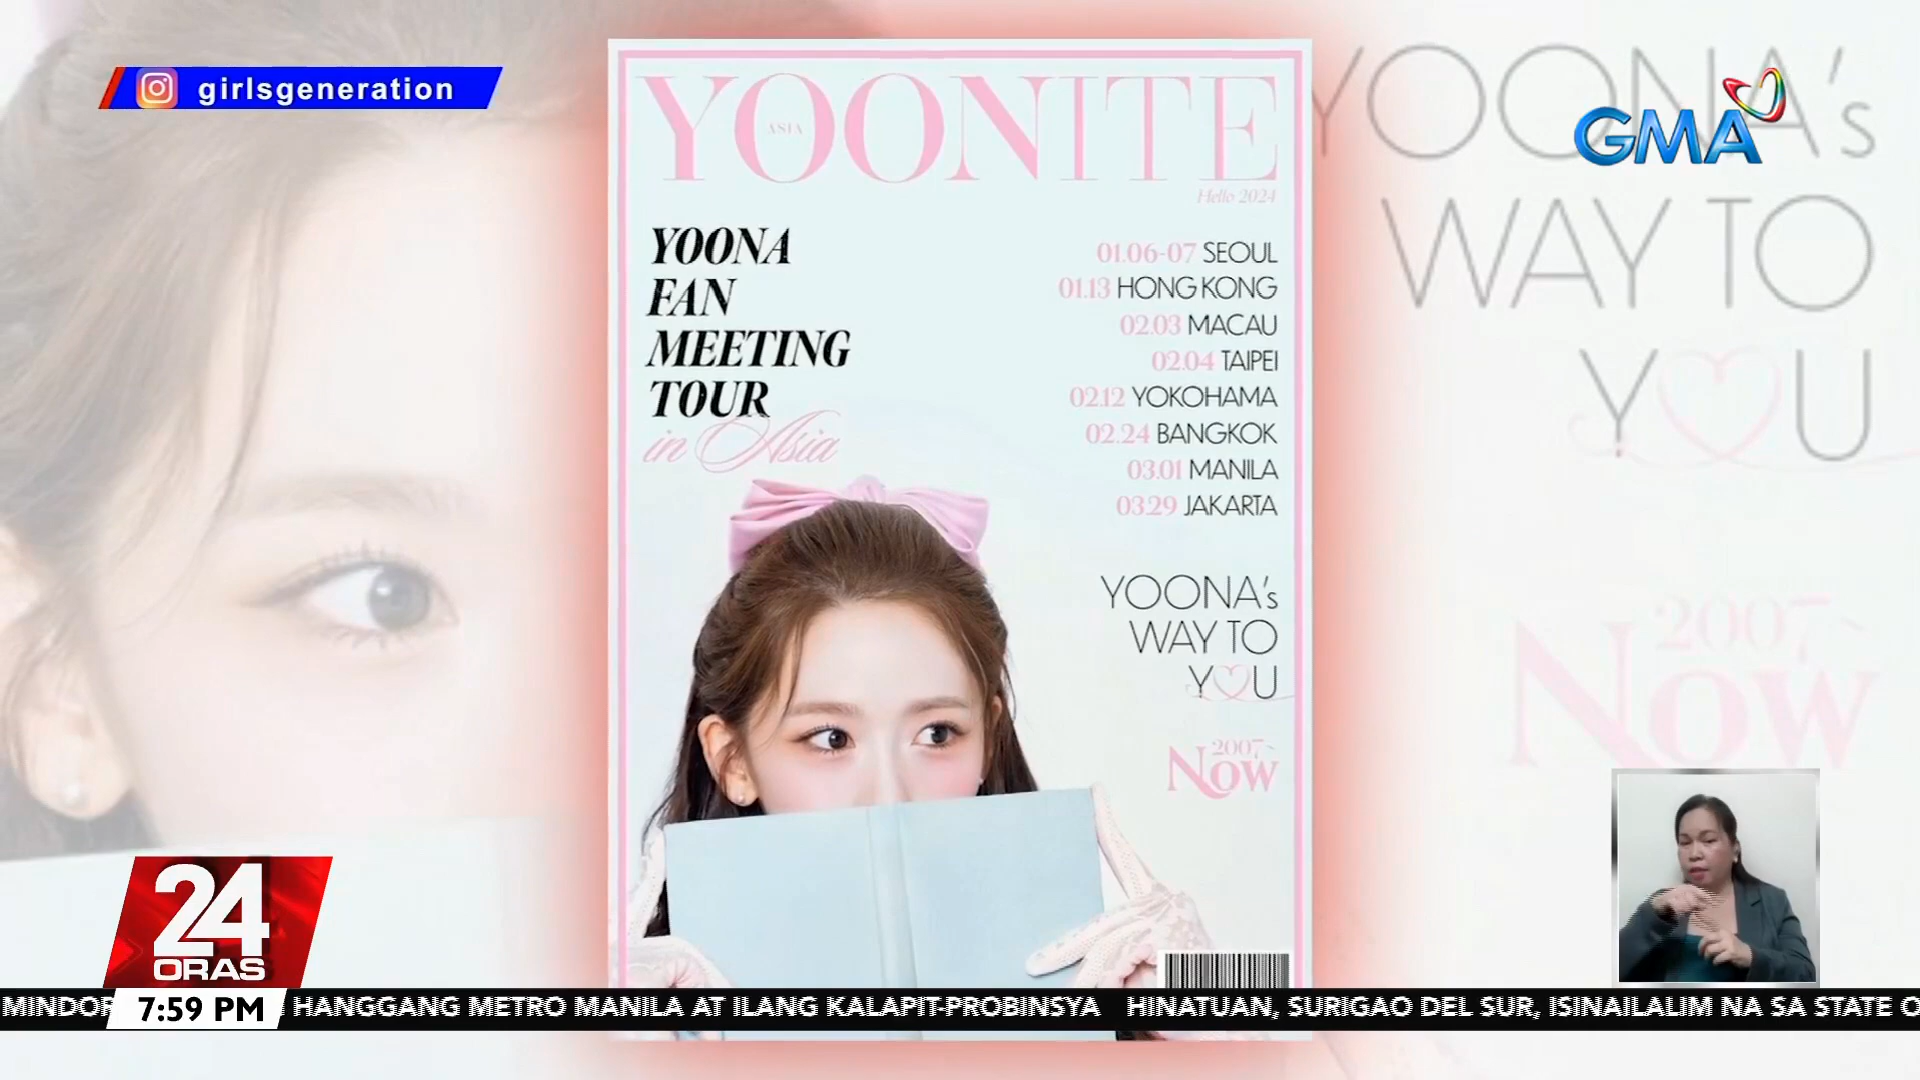 girlsgeneration
GMA
YOONITE
ASIA
Hello 2024
YOONA
FAN
MEETING
TOUR
in Asia
01.06-07 SEOUL
01.13 HONG KONG
02.03 MACAU
02.04 TAIPEI
02.12 YOKOHAMA
02.24 BANGKOK
03.01 MANILA
03.29 JAKARTA
YOONA's
WAY TO
YOU
2007~
Now
YOONA's
WAY TO
YOU
2007~
Now
24
ORAS
7:59 PM
MINDOR HANGGANG METRO MANILA AT ILANG KALAPIT-PROBINSYA HINATUAN, SURIGAO DEL SUR, ISINAILALIM NA SA STATE O